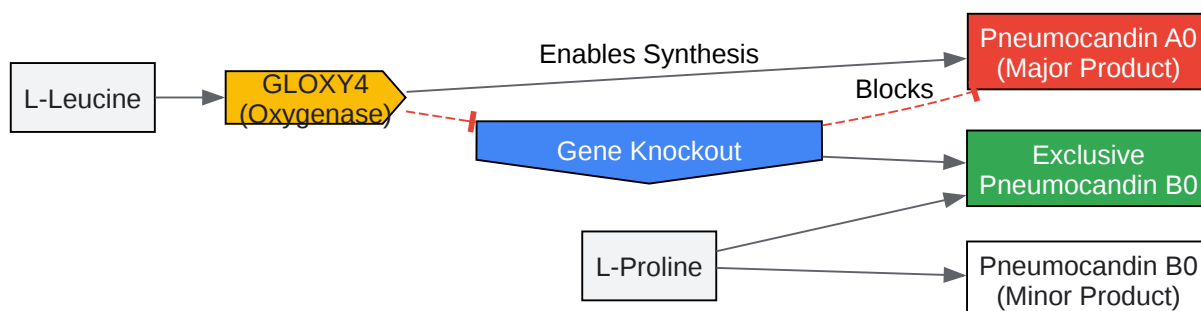 L-Leucine
GLOXY4
(Oxygenase)
Enables Synthesis
Blocks
Pneumocandin A0
(Major Product)
Gene Knockout
Exclusive
Pneumocandin B0
L-Proline
Pneumocandin B0
(Minor Product)